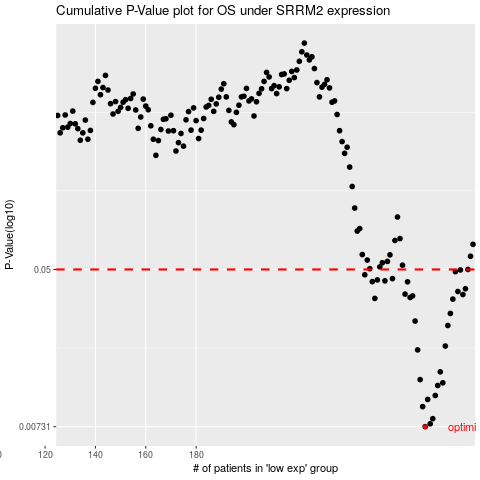 Cumulative P-Value plot for OS under SRRM2 expression
P-Value(log10)
0.05
0.00731
optimi
0
120
140
160
180
# of patients in 'low exp' group